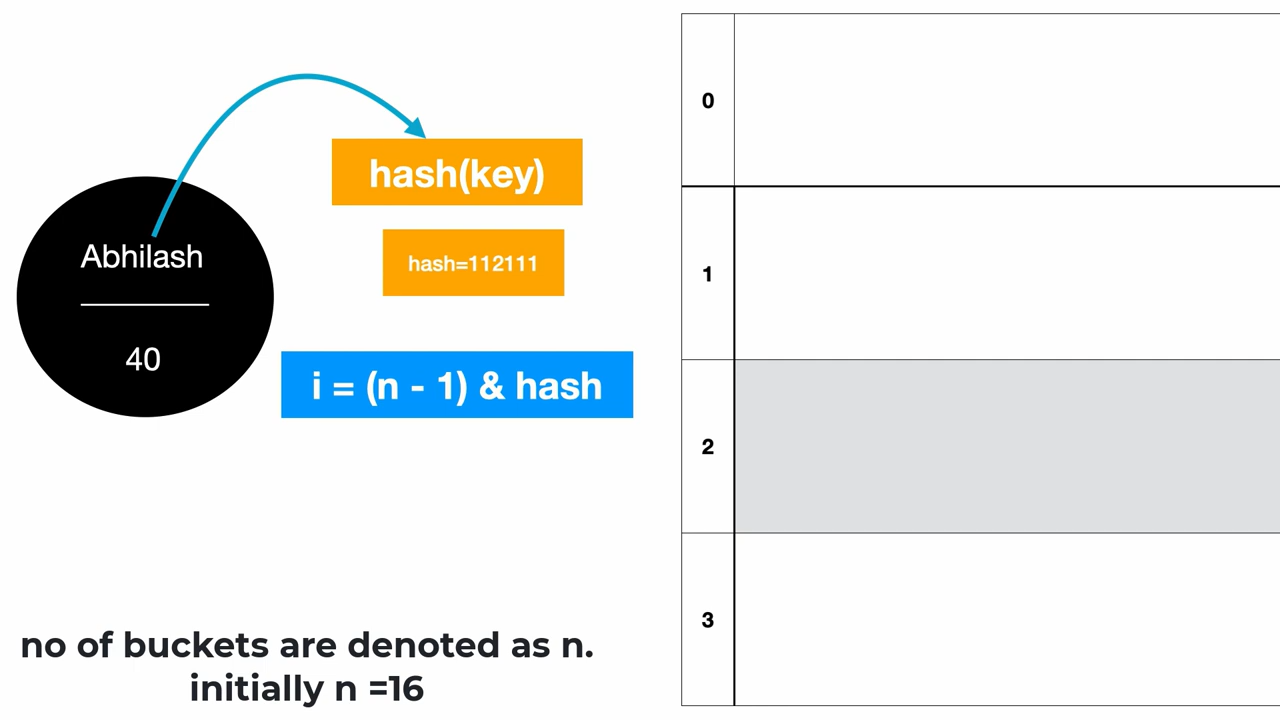 Abhilash
40
hash(key)
hash=112111
i = (n - 1) & hash
no of buckets are denoted as n.
initially n =16
0
1
2
3